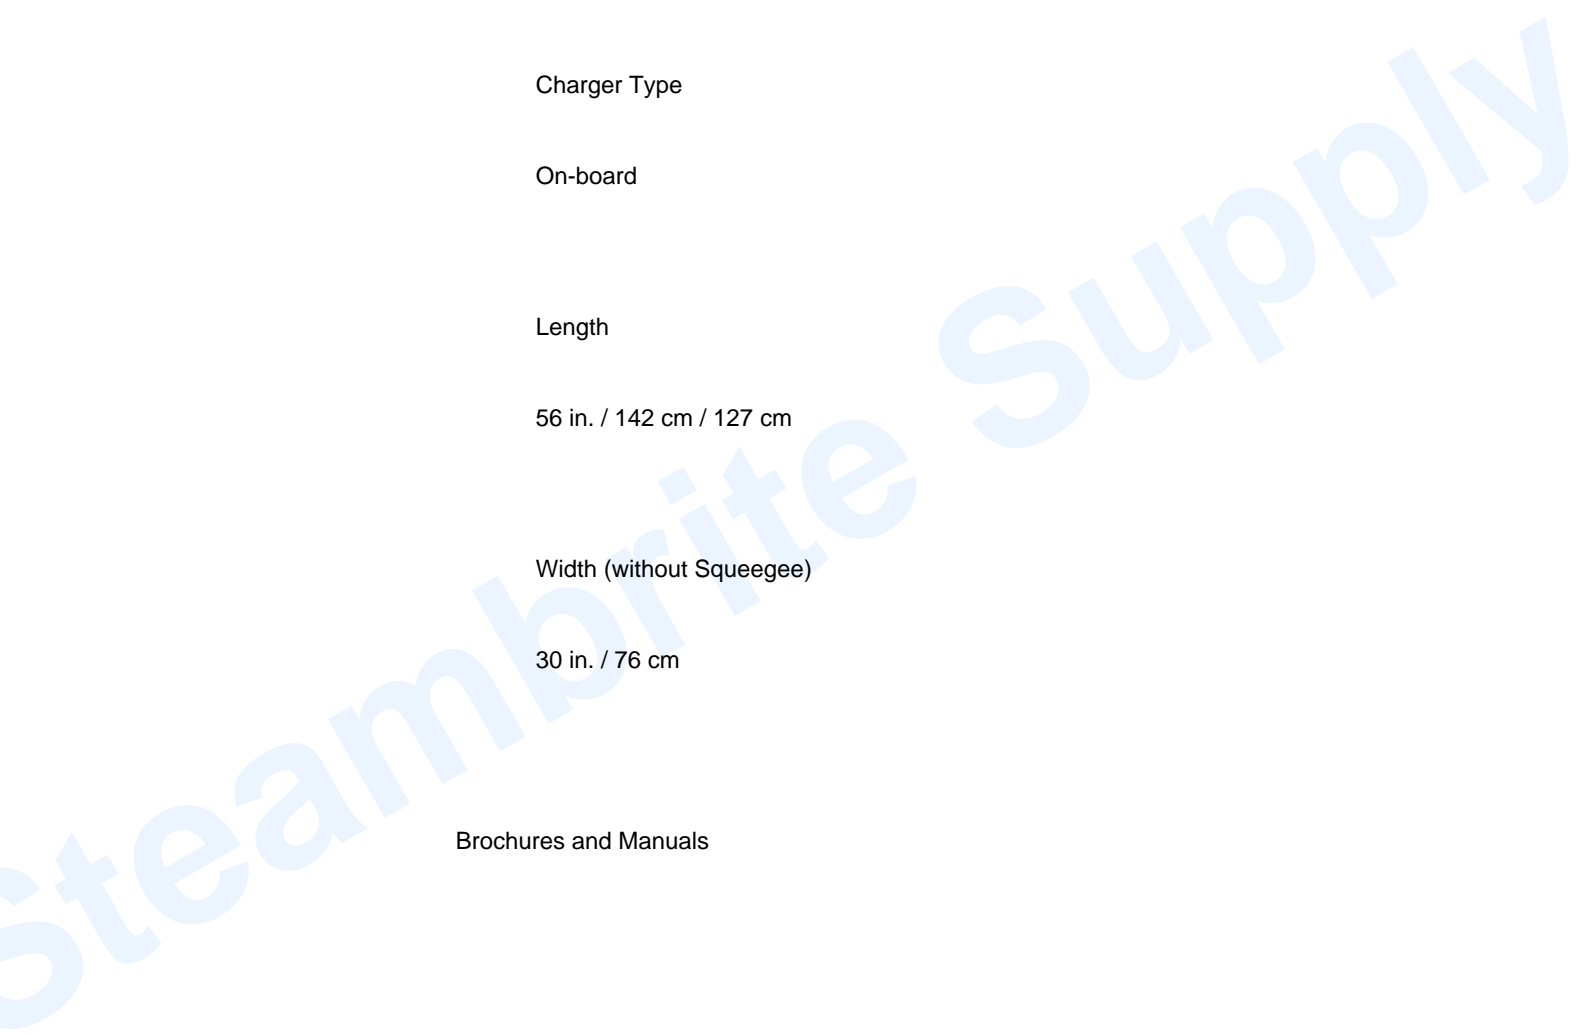 Charger Type
On-board
Length
56 in. / 142 cm / 127 cm
Width (without Squeegee)
30 in. / 76 cm
Brochures and Manuals
Steambrite Supply